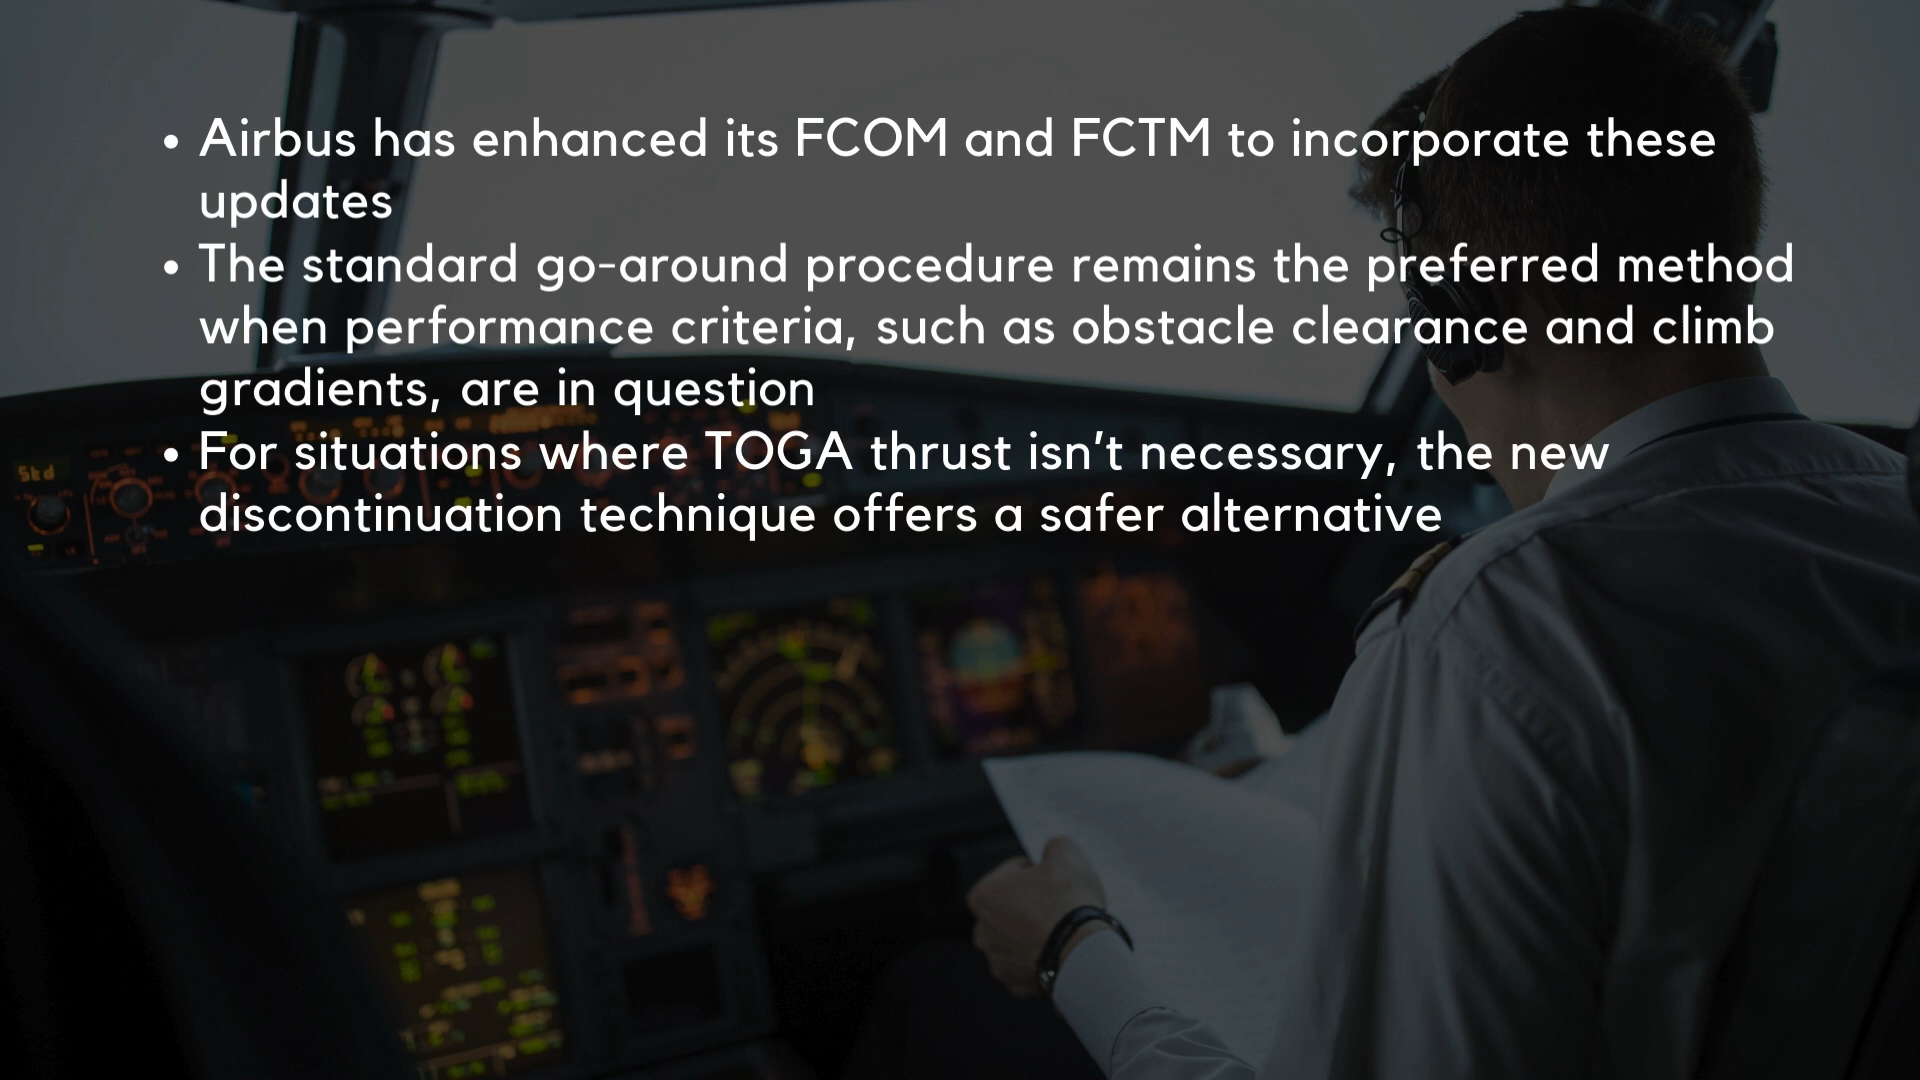 • Airbus has enhanced its FCOM and FCTM to incorporate these
updates
• The standard go-around procedure remains the preferred method
when performance criteria, such as obstacle clearance and climb
gradients, are in question
• For situations where TOGA thrust isn't necessary, the new
discontinuation technique offers a safer alternative
Std